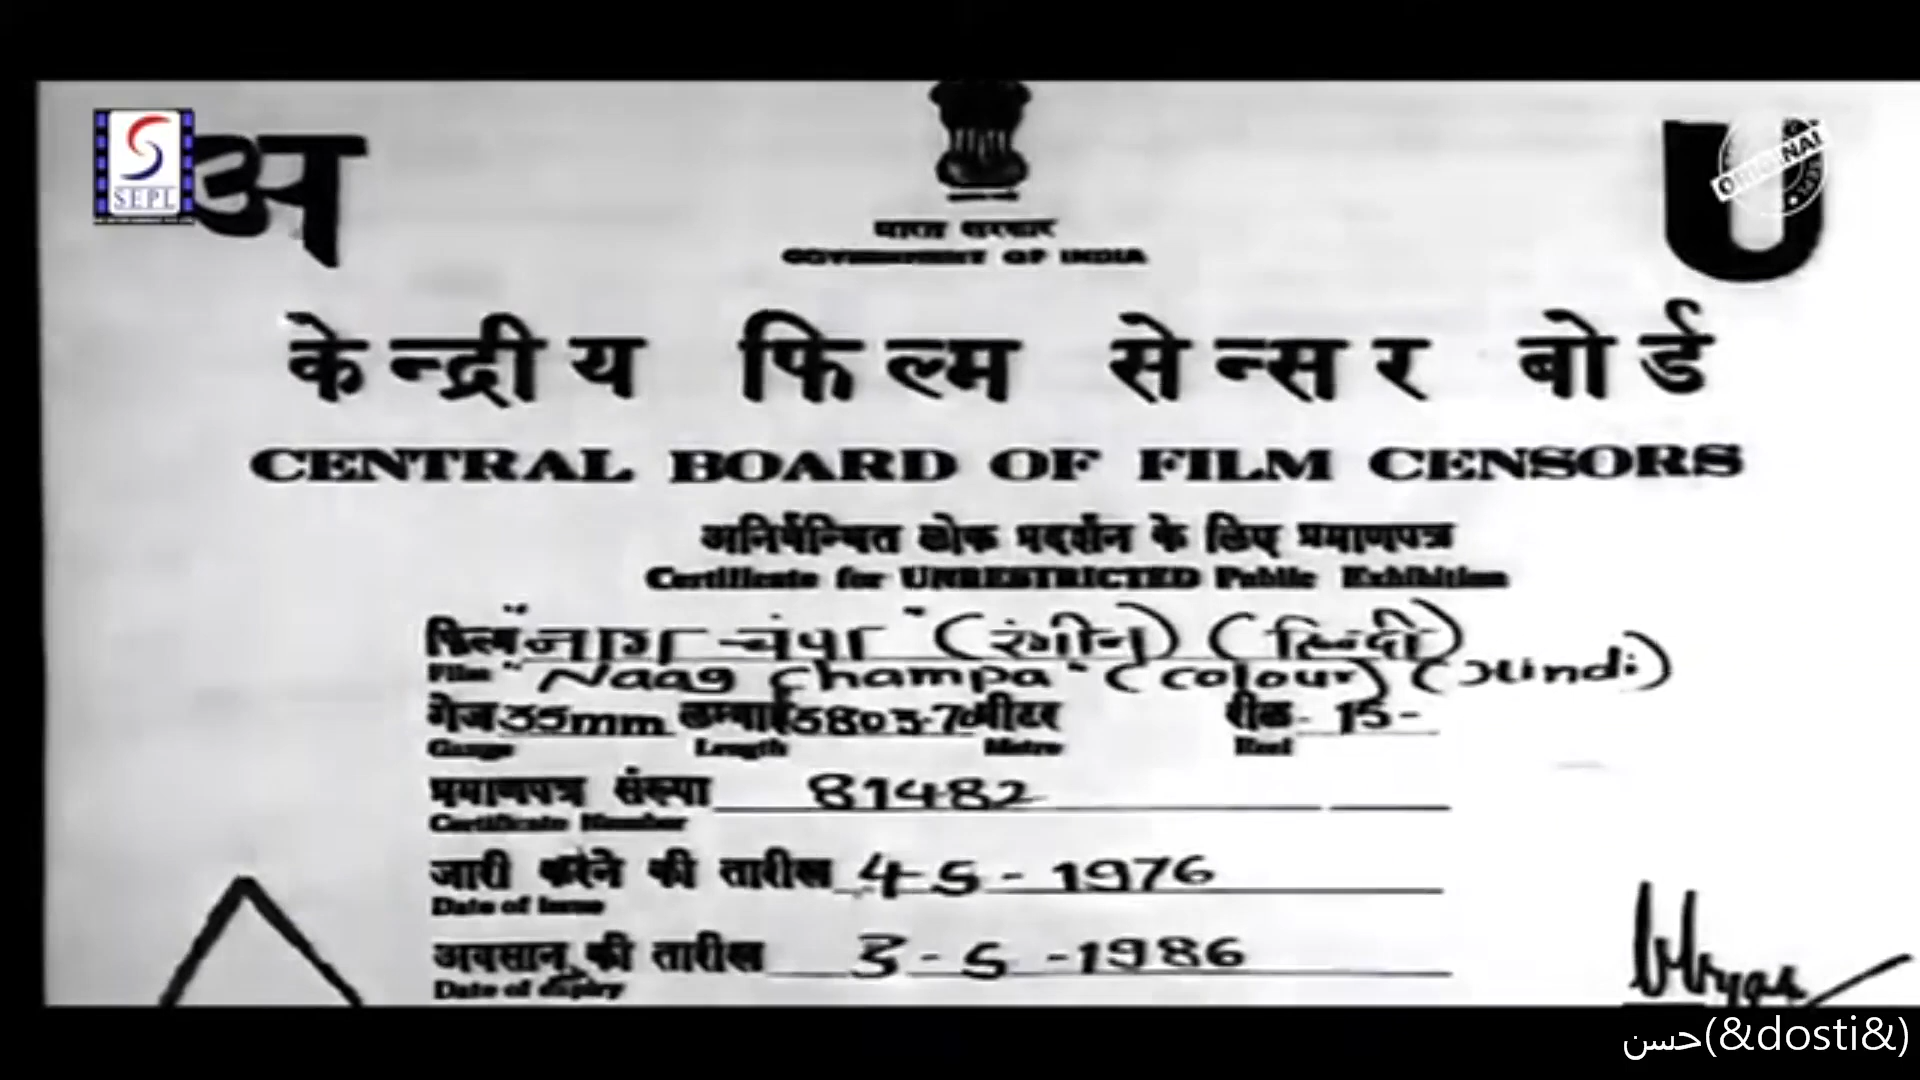 SEPL
अ
U
ORIGINAL
भारत सरकार
GOVERNMENT OF INDIA
केन्द्रीय फिल्म सेन्सर बोर्ड
CENTRAL BOARD OF FILM CENSORS
अनिर्बन्धित लोक प्रदर्शन के लिए प्रमाणपत्र
Certificate for UNRESTRICTED Public Exhibition
फिल्म "नाग चंपा" (रंगीन) (हिन्दी)
Film "Naag Champa" (colour) (Hindi)
गेज 35mm लम्बाई 3803.70 मीटर रील - 15 -
Gauge Length Metre Reel
प्रमाणपत्र संख्या 81482
Certificate Number
जारी करने की तारीख 4-5-1976
Date of Issue
अवसान की तारीख 3-5-1986
Date of expiry
حسن(&dosti&)